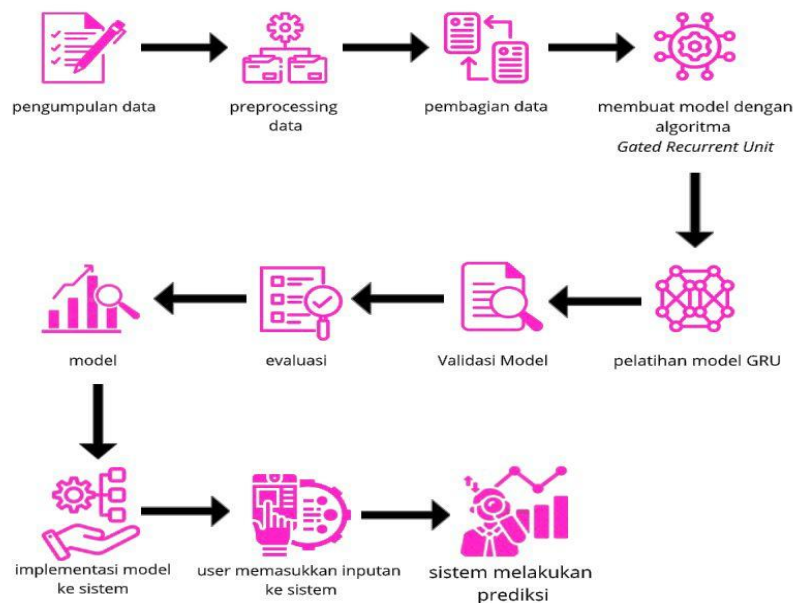 pengumpulan data
preprocessing
data
pembagian data
membuat model dengan
algoritma
Gated Recurrent Unit
pelatihan model GRU
Validasi Model
evaluasi
model
implementasi model
ke sistem
user memasukkan inputan
ke sistem
sistem melakukan
prediksi